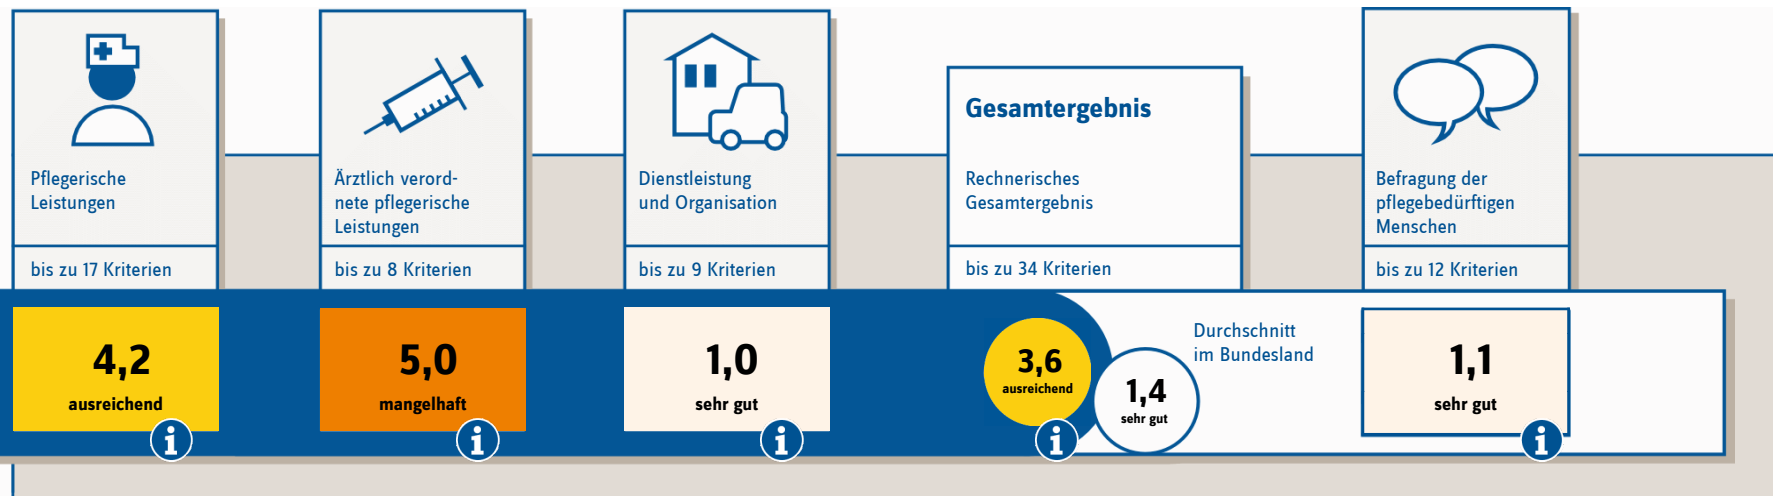 Pflegerische
Leistungen
bis zu 17 Kriterien
4,2
ausreichend
i
Ärztlich verord-
nete pflegerische
Leistungen
bis zu 8 Kriterien
5,0
mangelhaft
i
Dienstleistung
und Organisation
bis zu 9 Kriterien
1,0
sehr gut
i
Gesamtergebnis
Rechnerisches
Gesamtergebnis
bis zu 34 Kriterien
3,6
ausreichend
i
1,4
sehr gut
Durchschnitt
im Bundesland
Befragung der
pflegebedürftigen
Menschen
bis zu 12 Kriterien
1,1
sehr gut
i